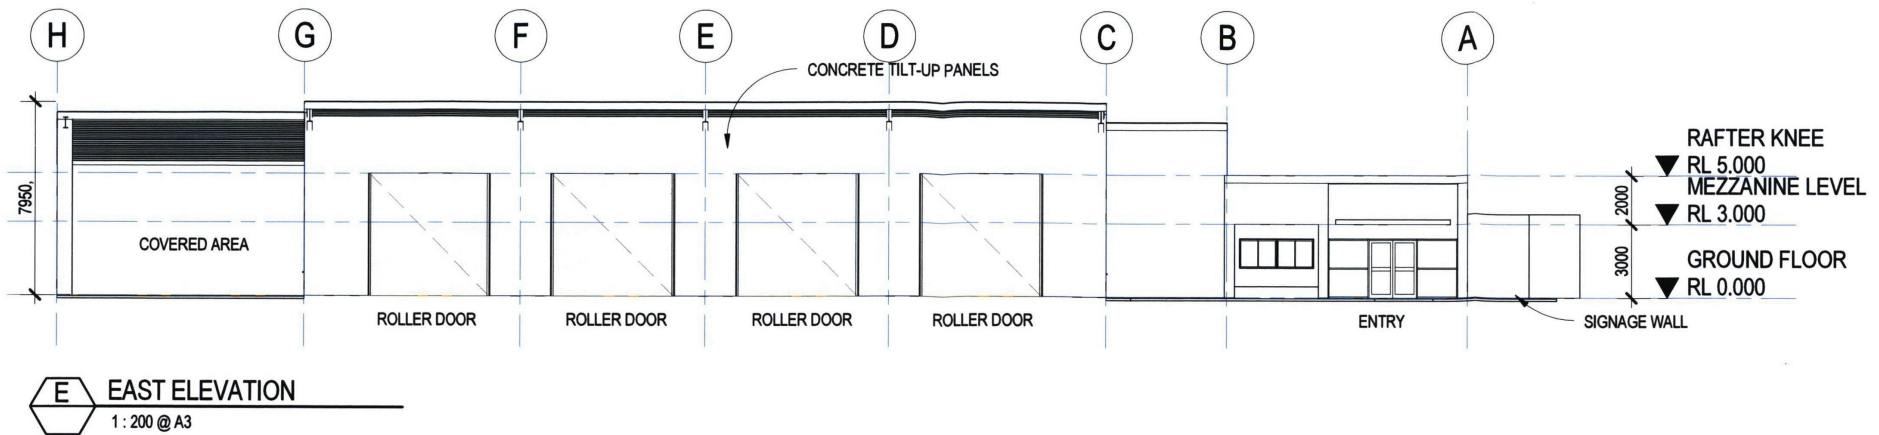 H G F E D C B A
CONCRETE TILT-UP PANELS
RAFTER KNEE
RL 5.000
MEZZANINE LEVEL
RL 3.000
GROUND FLOOR
RL 0.000
7950,
2000
3000
COVERED AREA
ROLLER DOOR ROLLER DOOR ROLLER DOOR ROLLER DOOR
ENTRY
SIGNAGE WALL
E EAST ELEVATION
1 : 200 @ A3